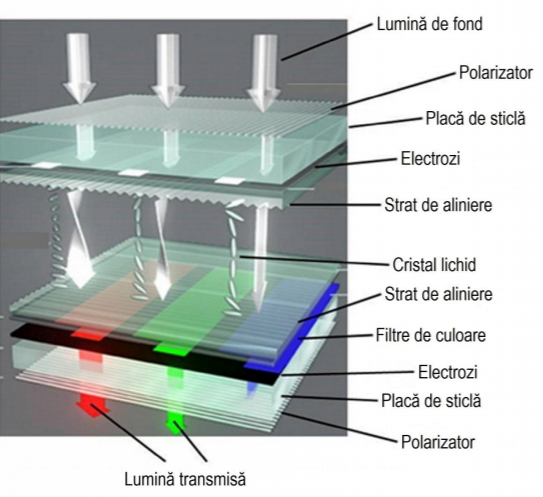 Lumină de fond
Polarizator
Placă de sticlă
Electrozi
Strat de aliniere
Cristal lichid
Strat de aliniere
Filtre de culoare
Electrozi
Placă de sticlă
Polarizator
Lumină transmisă